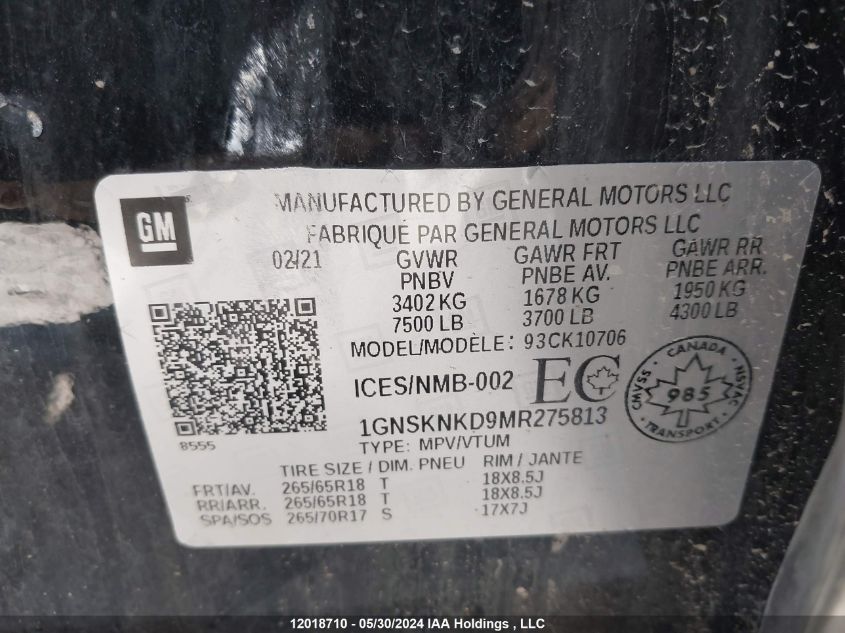 MANUFACTURED BY GENERAL MOTORS LLC
FABRIQUÉ PAR GENERAL MOTORS LLC
GM
02/21
GVWR
PNBV
3402 KG
7500 LB
GAWR FRT
PNBE AV.
1678 KG
3700 LB
GAWR RR
PNBE ARR.
1950 KG
4300 LB
MODEL/MODÈLE: 93CK10706
ICES/NMB-002 EC
CANADA
CMVSS 985 NSVAC
1GNSKNKD9MR275813
TYPE: MPV/VTUM
8555
TIRE SIZE / DIM. PNEU RIM / JANTE
FRT/AV. 265/65R18 T 18X8.5J
RR/ARR. 265/65R18 T 18X8.5J
SPA/SOS 265/70R17 S 17X7J
12018710 - 05/30/2024 IAA Holdings , LLC